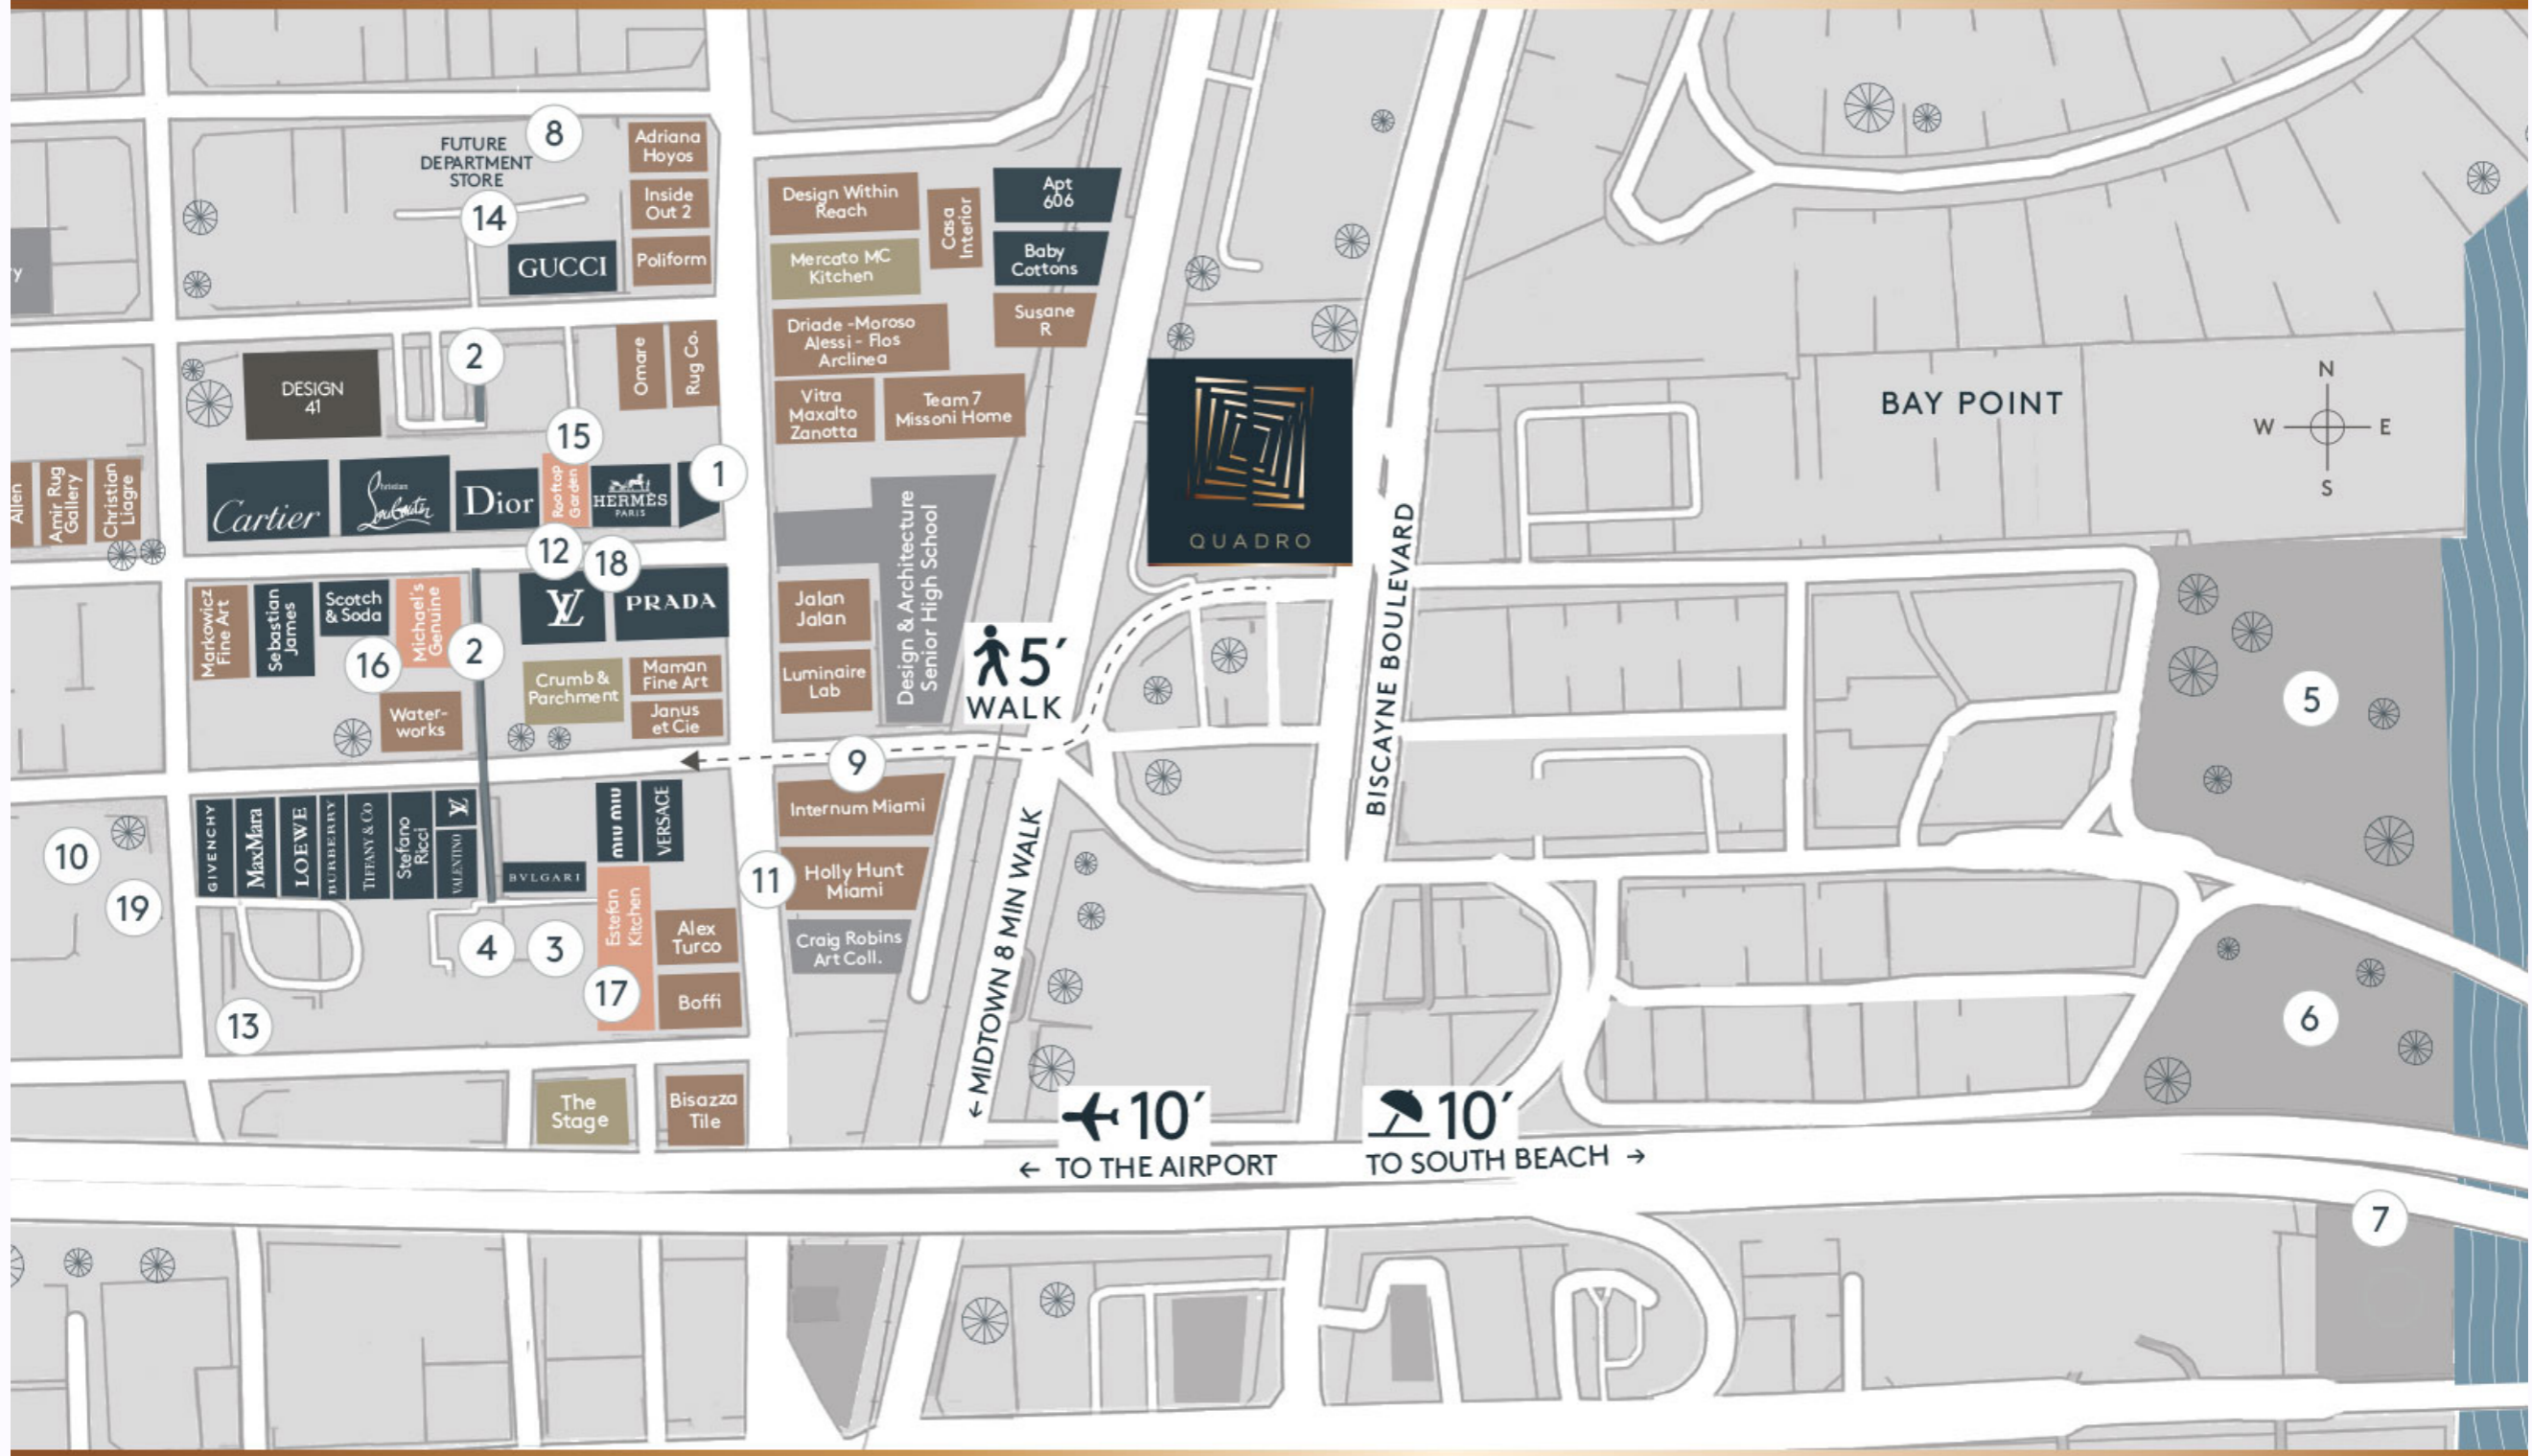 8
FUTURE
DEPARTMENT
STORE
14
GUCCI
Adriana
Hoyos
Inside
Out 2
Poliform
Design Within
Reach
Casa
Interior
Apt
606
Mercato MC
Kitchen
Baby
Cottons
Driade -Moroso
Alessi - Flos
Arclinea
Susane
R
Vitra
Maxalto
Zanotta
Team 7
Missoni Home
y
2
DESIGN
41
Omare
Rug Co.
15
1
Allen
Amir Rug
Gallery
Christian
Liagre
Cartier
Christian
Louboutin
Dior
Rooftop
Garden
HERMÈS
PARIS
12
18
QUADRO
BAY POINT
N
W
E
S
BISCAYNE BOULEVARD
Markowicz
Fine Art
Sebastian
James
Scotch
& Soda
Michael's
Genuine
2
16
LV
PRADA
Water-
works
Crumb &
Parchment
Maman
Fine Art
Janus
et Cie
Jalan
Jalan
Luminaire
Lab
Design & Architecture
Senior High School
5´
WALK
5
9
10
19
GIVENCHY
MaxMara
LOEWE
BURBERRY
TIFFANY & CO
Stefano
Ricci
LV
VALENTINO
BVLGARI
miu miu
VERSACE
Internum Miami
11
Holly Hunt
Miami
Craig Robins
Art Coll.
4
3
Estefan
Kitchen
17
Alex
Turco
Boffi
13
← MIDTOWN 8 MIN WALK
6
The
Stage
Bisazza
Tile
10´
← TO THE AIRPORT
10´
TO SOUTH BEACH →
7